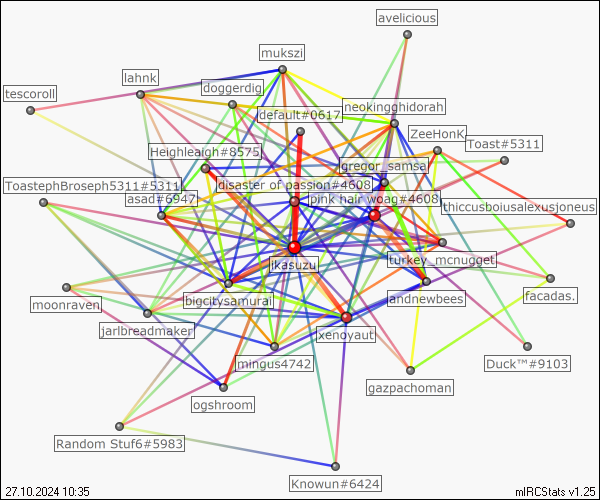 avelicious
mukszi
lahnk
doggerdig
tescoroll
neokingghidorah
default#0617
ZeeHonK
Toast#5311
Heighleaigh#8575
gregor_samsa
ToastephBroseph5311#5311
disaster of passion#4608
asad#6947
pink hair woag#4608
thiccusboiusalexusjoneus
jkasuzu
turkey_mcnugget
moonraven
bigcitysamurai
andnewbees
facadas.
jarlbreadmaker
xenoyaut
mingus4742
Duck™#9103
gazpachoman
ogshroom
Random Stuf6#5983
Knowun#6424
27.10.2024 10:35
mIRCStats v1.25